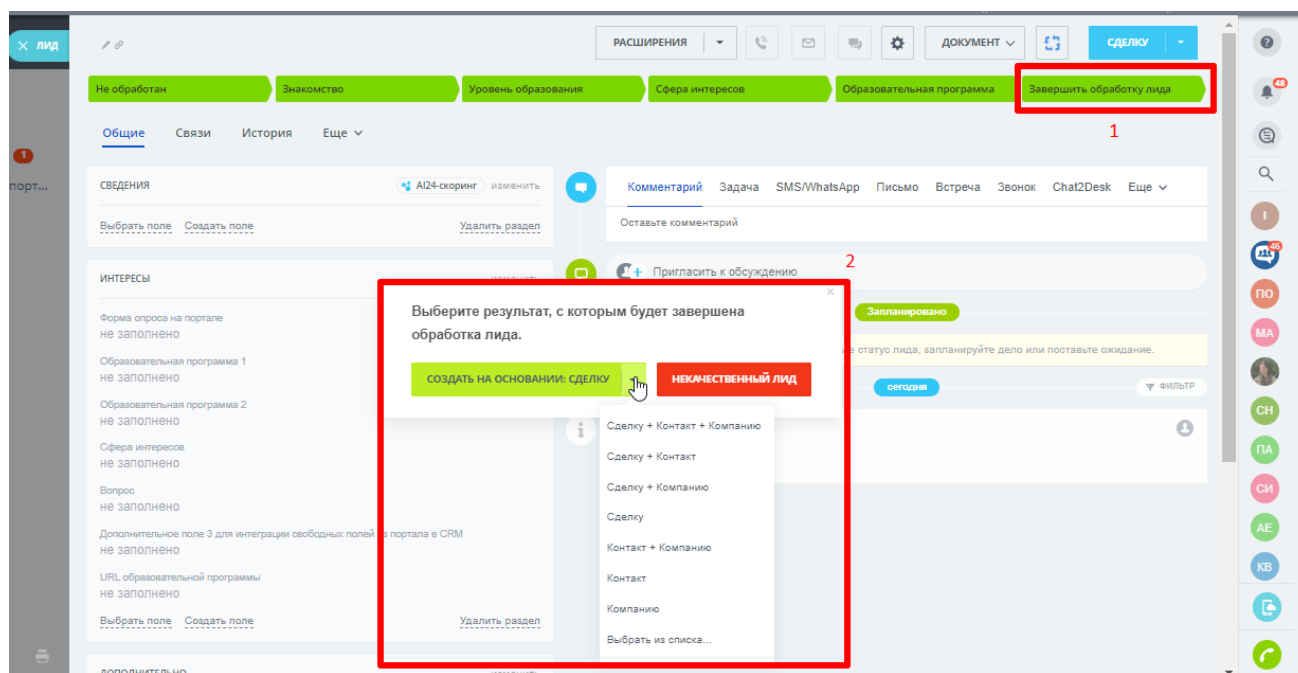 ЛИД
РАСШИРЕНИЯ
ДОКУМЕНТ
СДЕЛКУ
Не обработан
Знакомство
Уровень образования
Сфера интересов
Образовательная программа
Завершить обработку лида
48
1
Общие
Связи
История
Еще
1
порт...
СВЕДЕНИЯ
AI24-скоринг
изменить
Выбрать поле Создать поле
Удалить раздел
Комментарий Задача SMS/WhatsApp Письмо Встреча Звонок Chat2Desk Еще
Оставьте комментарий
2
Пригласить к обсуждению
ИНТЕРЕСЫ
изменить
Форма опроса на портале
не заполнено
Образовательная программа 1
не заполнено
Образовательная программа 2
не заполнено
Сфера интересов
не заполнено
Вопрос
не заполнено
Дополнительное поле 3 для интеграции свободных полей портала в CRM
не заполнено
URL образовательной программы
не заполнено
Выбрать поле Создать поле
Удалить раздел
ДОПОЛНИТЕЛЬНО
изменить
Выберите результат, с которым будет завершена
обработка лида.
СОЗДАТЬ НА ОСНОВАНИИ: СДЕЛКУ
НЕКАЧЕСТВЕННЫЙ ЛИД
Сделку + Контакт + Компанию
Сделку + Контакт
Сделку + Компанию
Сделку
Контакт + Компанию
Контакт
Компанию
Выбрать из списка...
Запланировано
статус лида, запланируйте дело или поставьте ожидание.
сегодня
ФИЛЬТР
I
46
ПО
МА
СН
ПА
СИ
АЕ
КВ